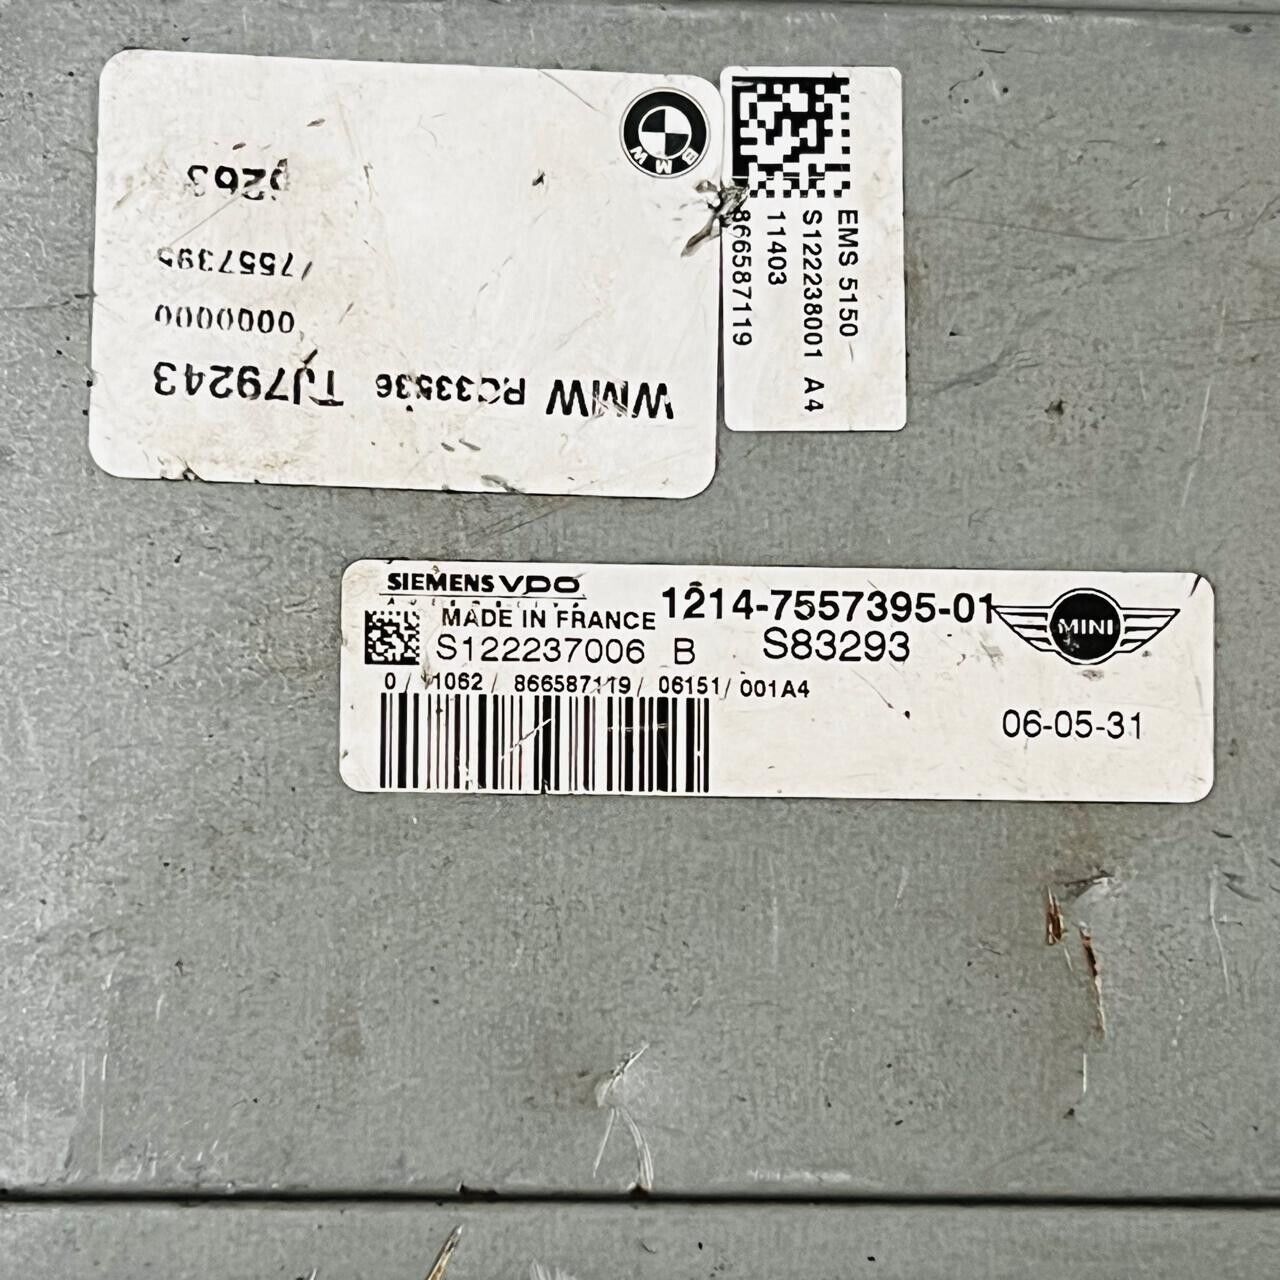 WMW RC33536 TJ79243
0000000
7557395
BMW
EMS 5150
S122238001 A4
11403
866587119
SIEMENS VDO
1214-7557395-01
MINI
MADE IN FRANCE
S122237006 B S83293
0/ 1062/ 866587119/ 06151/ 001A4
06-05-31